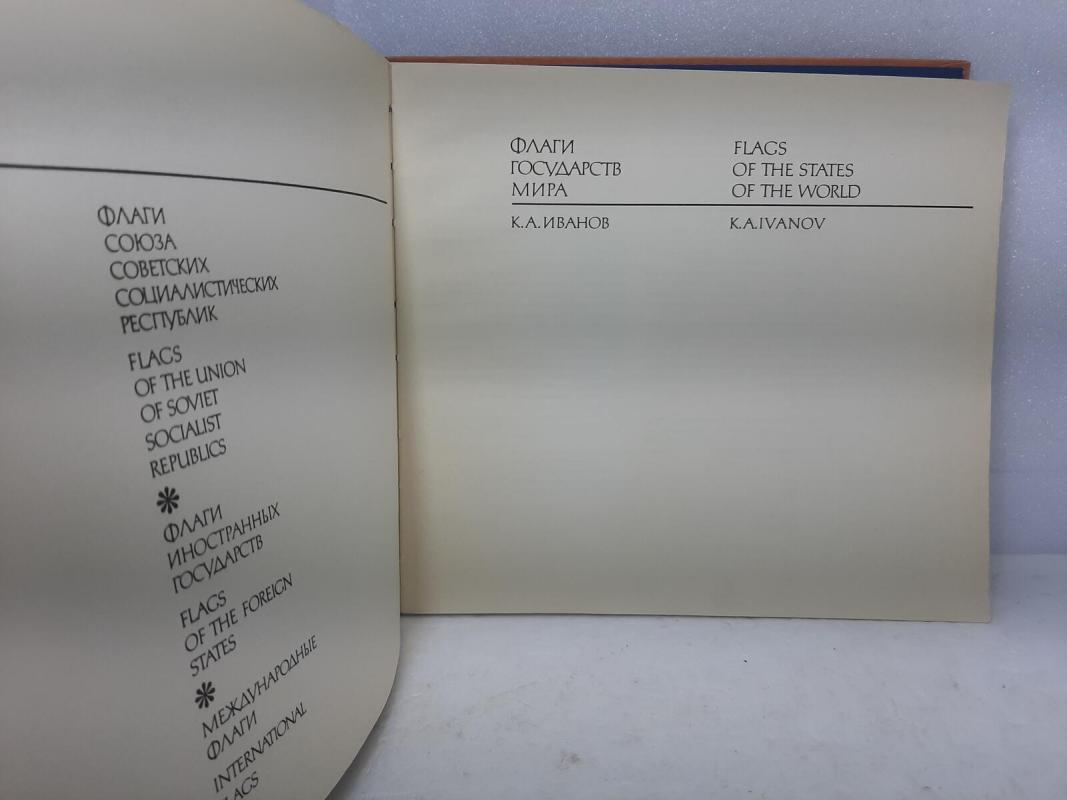 ФЛАГИ
СОЮЗА
СОВЕТСКИХ
СОЦИАЛИСТИЧЕСКИХ
РЕСПУБЛИК
FLAGS
OF THE UNION
OF SOVIET
SOCIALIST
REPUBLICS
*
ФЛАГИ
ИНОСТРАННЫХ
ГОСУДАРСТВ
FLAGS
OF THE FOREIGN
STATES
*
МЕЖДУНАРОДНЫЕ
ФЛАГИ
INTERNATIONAL
FLAGS
ФЛАГИ
ГОСУДАРСТВ
МИРА
К.А.ИВАНОВ
FLAGS
OF THE STATES
OF THE WORLD
K.A.IVANOV